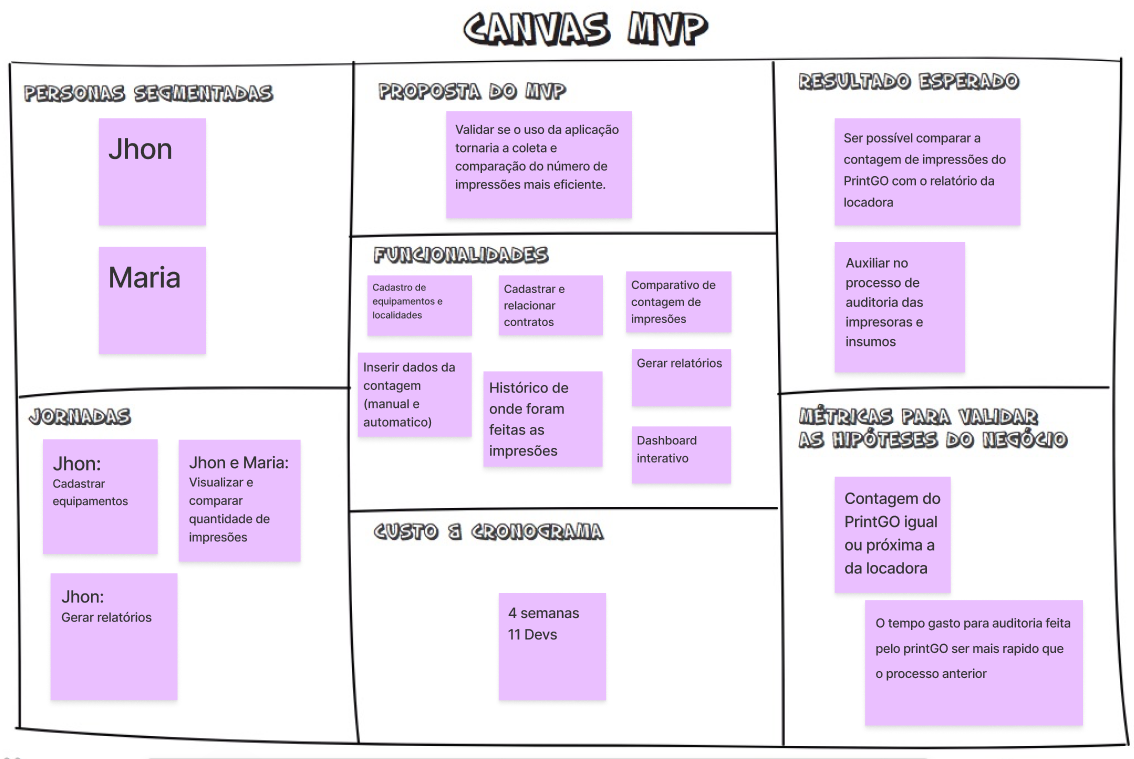 CANVAS MVP
PERSONAS SEGMENTADAS
Jhon
Maria
JORNADAS
Jhon:
Cadastrar
equipamentos
Jhon e Maria:
Visualizar e
comparar
quantidade de
impresões
Jhon:
Gerar relatórios
PROPOSTA DO MVP
Validar se o uso da aplicação
tornaria a coleta e
comparação do número de
impressões mais eficiente.
FUNCIONALIDADES
Cadastro de
equipamentos e
localidades
Cadastrar e
relacionar
contratos
Comparativo de
contagem de
impresões
Inserir dados da
contagem
(manual e
automatico)
Histórico de
onde foram
feitas as
impresões
Gerar relatórios
Dashboard
interativo
CUSTO & CRONOGRAMA
4 semanas
11 Devs
RESULTADO ESPERADO
Ser possível comparar a
contagem de impressões do
PrintGO com o relatório da
locadora
Auxiliar no
processo de
auditoria das
impresoras e
insumos
MÉTRICAS PARA VALIDAR
AS HIPÓTESES DO NEGÓCIO
Contagem do
PrintGO igual
ou próxima a
da locadora
O tempo gasto para auditoria feita
pelo printGO ser mais rapido que
o processo anterior